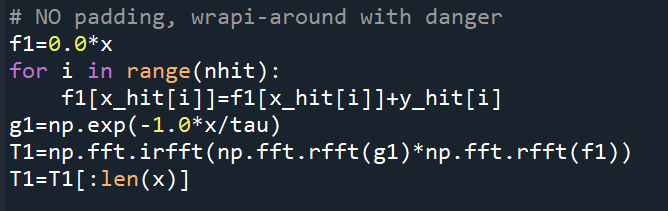 # NO padding, wrapi-around with danger
f1=0.0*x
for i in range(nhit):
    f1[x_hit[i]]=f1[x_hit[i]]+y_hit[i]
g1=np.exp(-1.0*x/tau)
T1=np.fft.irfft(np.fft.rfft(g1)*np.fft.rfft(f1))
T1=T1[:len(x)]